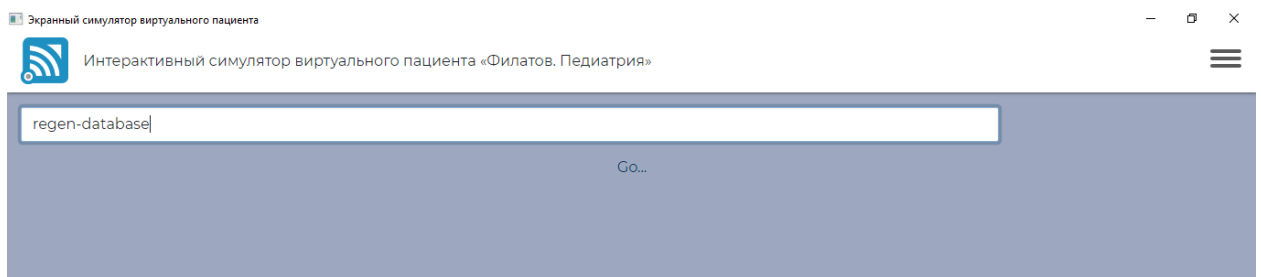 Экранный симулятор виртуального пациента
Интерактивный симулятор виртуального пациента «Филатов. Педиатрия»
regen-database
Go...